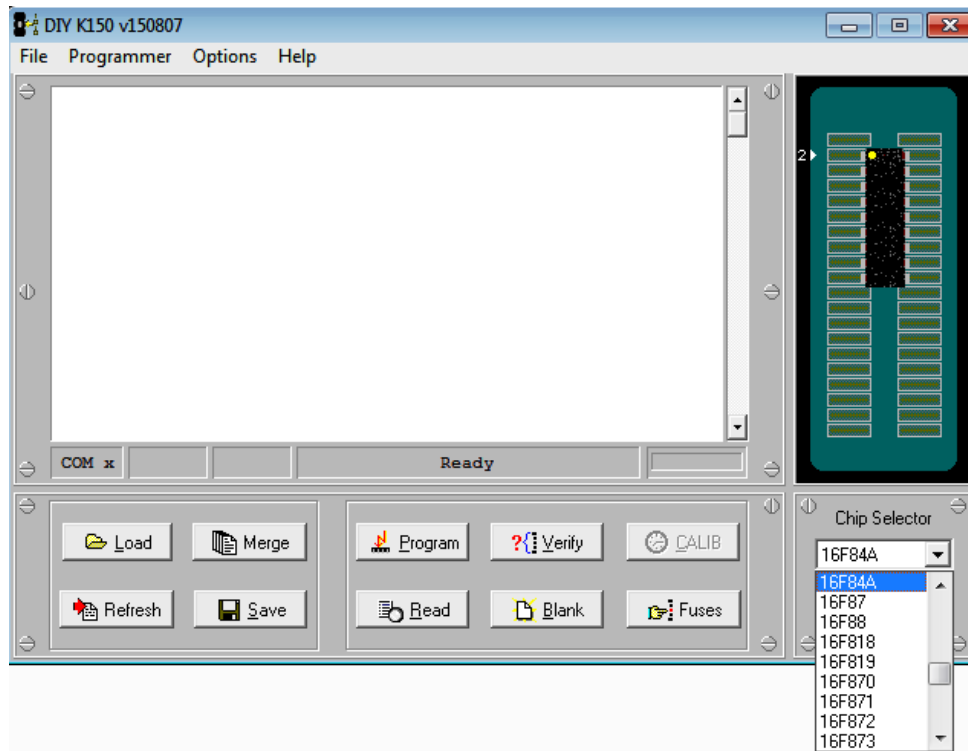 DIY K150 v150807
File Programmer Options Help
2
COM x Ready
Load Merge Program ?{ Verify CALIB
Refresh Save Read Blank Fuses
Chip Selector
16F84A
16F84A
16F87
16F88
16F818
16F819
16F870
16F871
16F872
16F873